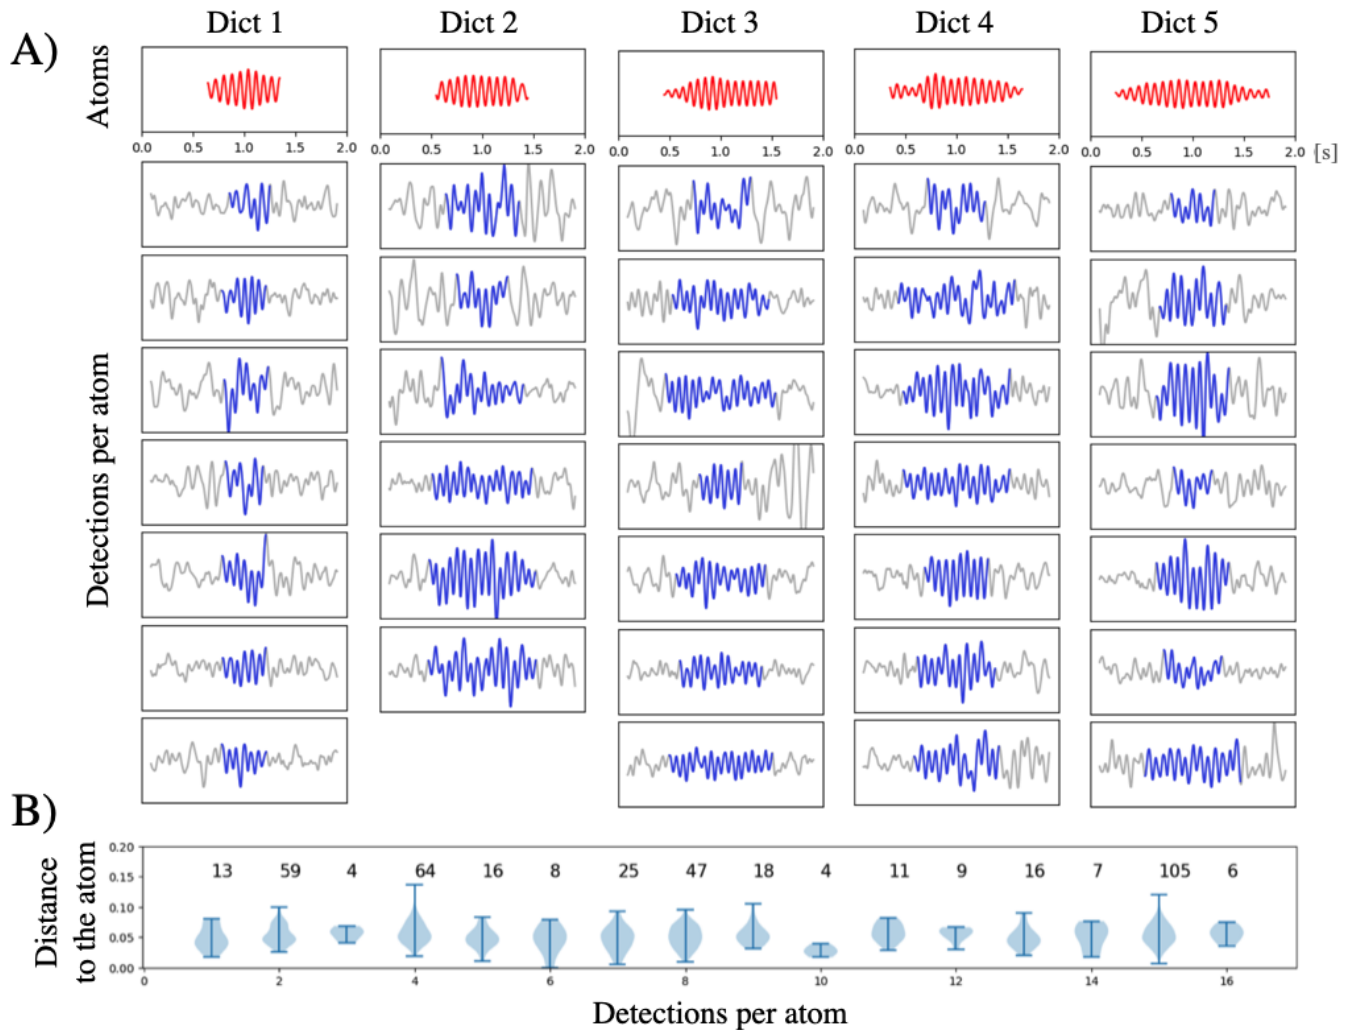 A)
Dict 1 Dict 2 Dict 3 Dict 4 Dict 5
Atoms
0.0 0.5 1.0 1.5 2.0 0.0 0.5 1.0 1.5 2.0 0.0 0.5 1.0 1.5 2.0 0.0 0.5 1.0 1.5 2.0 0.0 0.5 1.0 1.5 2.0 [s]
Detections per atom
B)
Distance
to the atom
0.20
0.15
0.10
0.05
0.00
13 59 4 64 16 8 25 47 18 4 11 9 16 7 105 6
0 2 4 6 8 10 12 14 16
Detections per atom